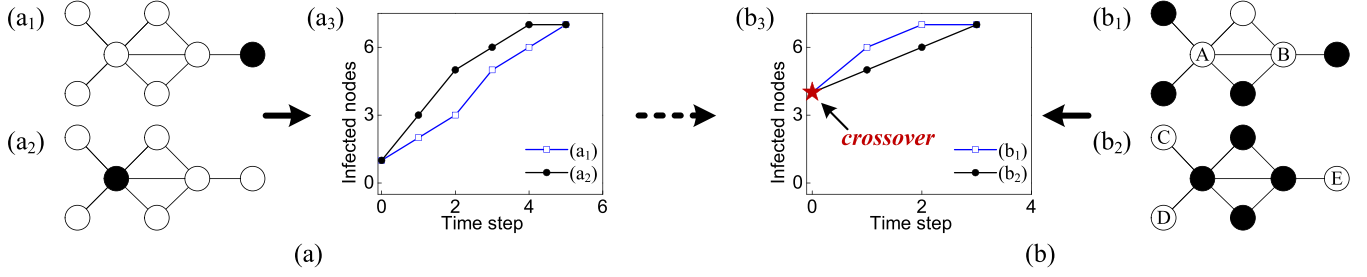 (a1)
(a2)
(a3)
Infected nodes
6
3
0
(a1)
(a2)
0
2
4
6
Time step
(a)
(b3)
Infected nodes
6
3
0
crossover
(b1)
(b2)
0
2
4
Time step
(b)
(b1)
A
B
(b2)
C
D
E